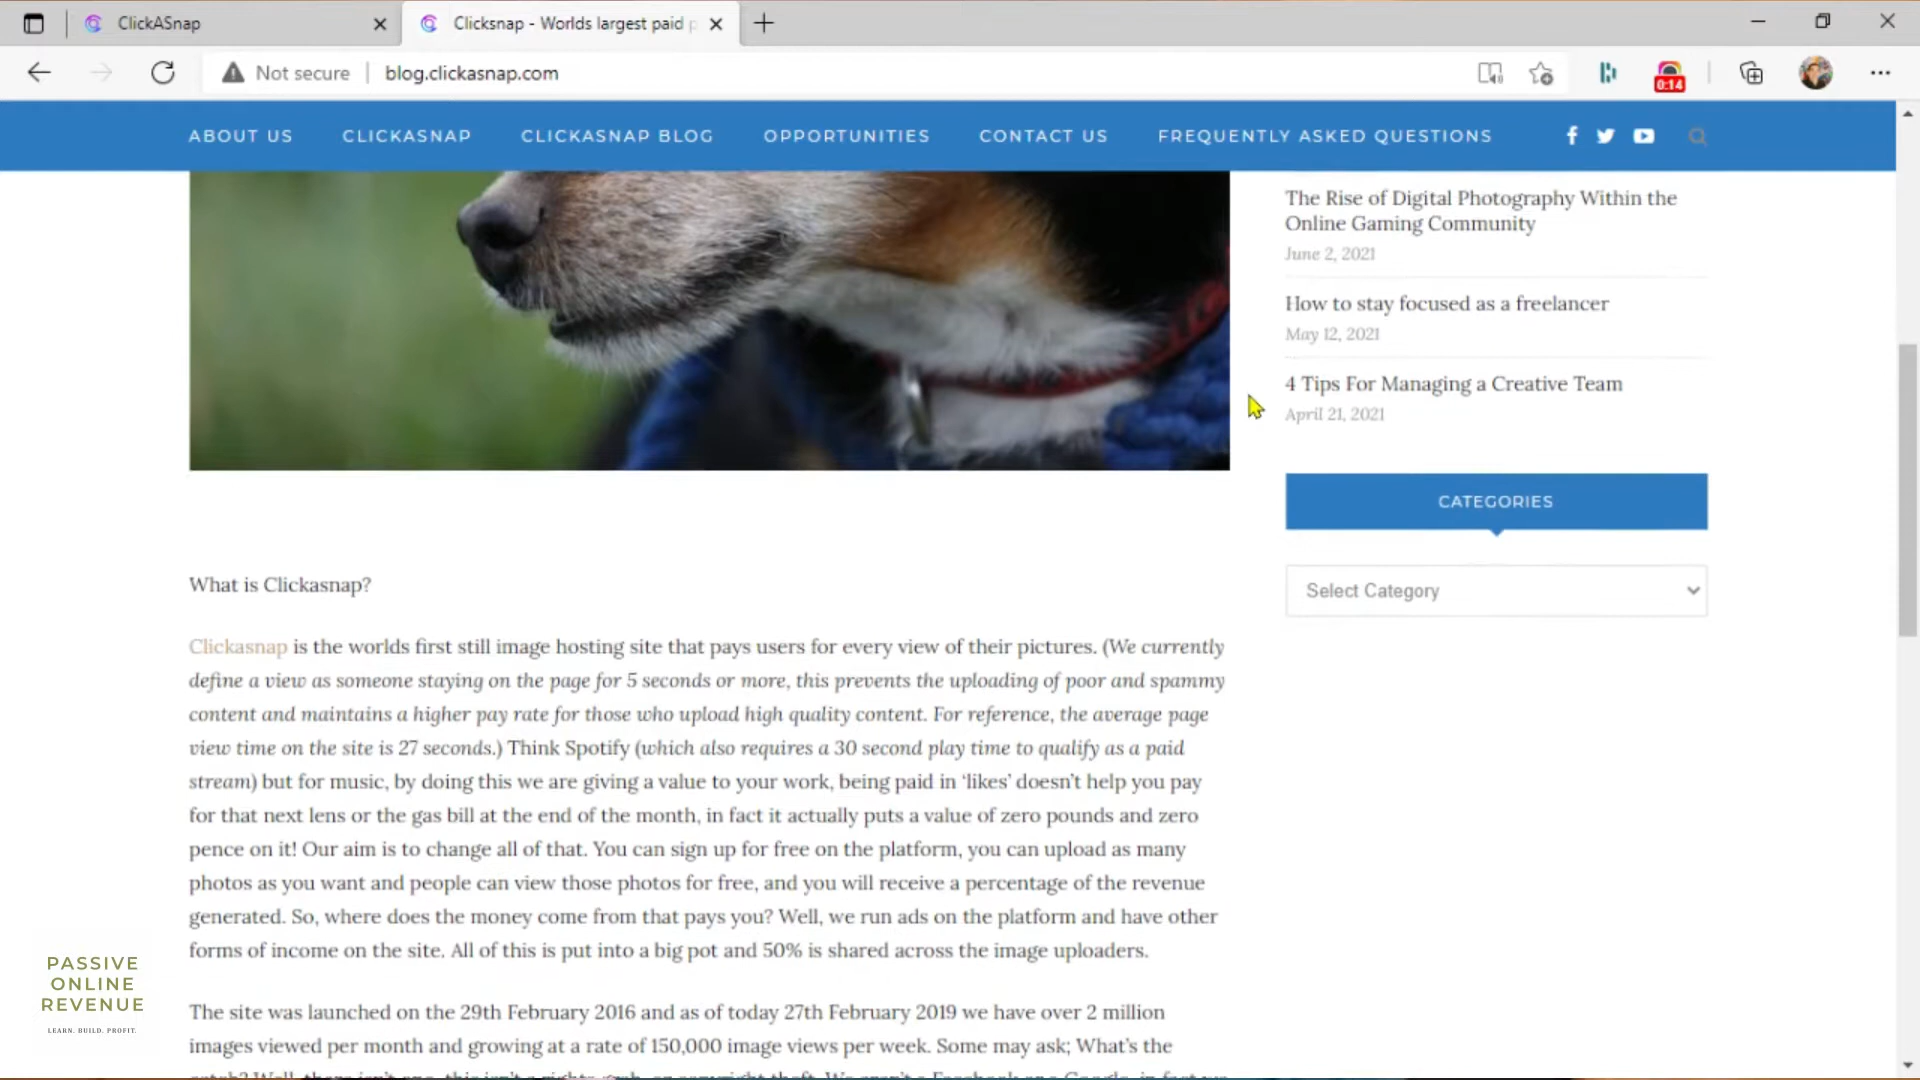 ClickASnap
Clicksnap - Worlds largest paid p
Not secure
blog.clickasnap.com
0:14
ABOUT US CLICKASNAP CLICKASNAP BLOG OPPORTUNITIES CONTACT US FREQUENTLY ASKED QUESTIONS
The Rise of Digital Photography Within the
Online Gaming Community
June 2, 2021
How to stay focused as a freelancer
May 12, 2021
4 Tips For Managing a Creative Team
April 21, 2021
CATEGORIES
Select Category
What is Clickasnap?
Clickasnap is the worlds first still image hosting site that pays users for every view of their pictures. (We currently
define a view as someone staying on the page for 5 seconds or more, this prevents the uploading of poor and spammy
content and maintains a higher pay rate for those who upload high quality content. For reference, the average page
view time on the site is 27 seconds.) Think Spotify (which also requires a 30 second play time to qualify as a paid
stream) but for music, by doing this we are giving a value to your work, being paid in ‘likes’ doesn’t help you pay
for that next lens or the gas bill at the end of the month, in fact it actually puts a value of zero pounds and zero
pence on it! Our aim is to change all of that. You can sign up for free on the platform, you can upload as many
photos as you want and people can view those photos for free, and you will receive a percentage of the revenue
generated. So, where does the money come from that pays you? Well, we run ads on the platform and have other
forms of income on the site. All of this is put into a big pot and 50% is shared across the image uploaders.
The site was launched on the 29th February 2016 and as of today 27th February 2019 we have over 2 million
images viewed per month and growing at a rate of 150,000 image views per week. Some may ask; What’s the
PASSIVE
ONLINE
REVENUE
LEARN. BUILD. PROFIT.